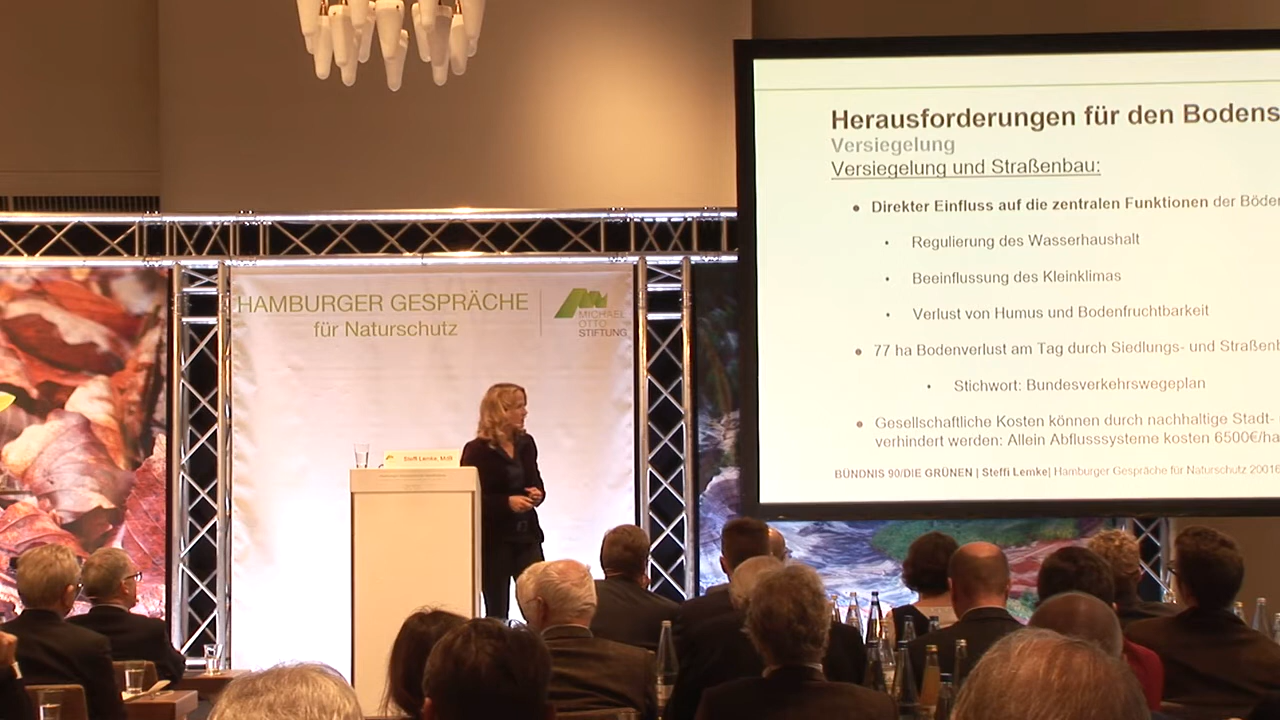 Herausforderungen für den Bodens
Versiegelung
Versiegelung und Straßenbau:
Direkter Einfluss auf die zentralen Funktionen der Böden
Regulierung des Wasserhaushalt
Beeinflussung des Kleinklimas
Verlust von Humus und Bodenfruchtbarkeit
77 ha Bodenverlust am Tag durch Siedlungs- und Straßenb
Stichwort: Bundesverkehrswegeplan
Gesellschaftliche Kosten können durch nachhaltige Stadt-
verhindert werden: Allein Abflusssysteme kosten 6500€/ha
BÜNDNIS 90/DIE GRÜNEN | Steffi Lemke| Hamburger Gespräche für Naturschutz 20016
HAMBURGER GESPRÄCHE
für Naturschutz
MICHAEL
OTTO
STIFTUNG
Steffi Lemke, MdB